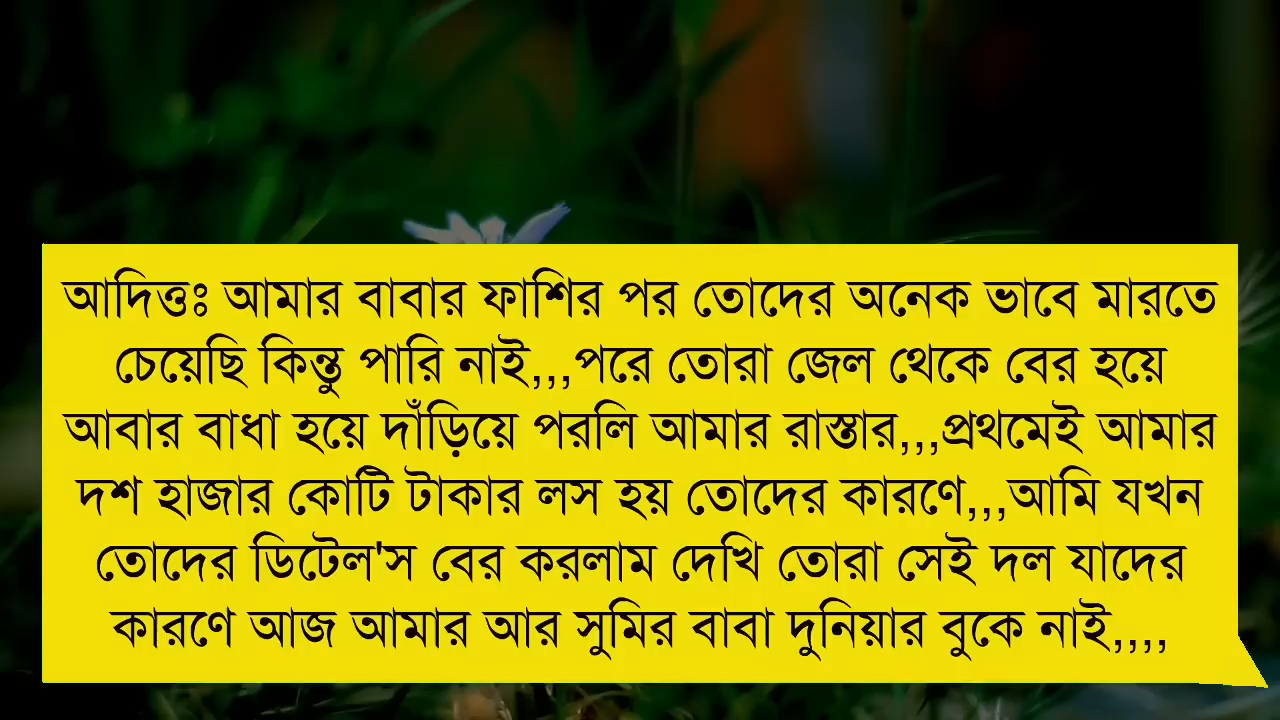 আদিত্তঃ আমার বাবার ফাশির পর তোদের অনেক ভাবে মারতে
চেয়েছি কিন্তু পারি নাই,,,পরে তোরা জেল থেকে বের হয়ে
আবার বাধা হয়ে দাঁড়িয়ে পরলি আমার রাস্তার,,,প্রথমেই আমার
দশ হাজার কোটি টাকার লস হয় তোদের কারণে,,,আমি যখন
তোদের ডিটেল'স বের করলাম দেখি তোরা সেই দল যাদের
কারণে আজ আমার আর সুমির বাবা দুনিয়ার বুকে নাই,,,,